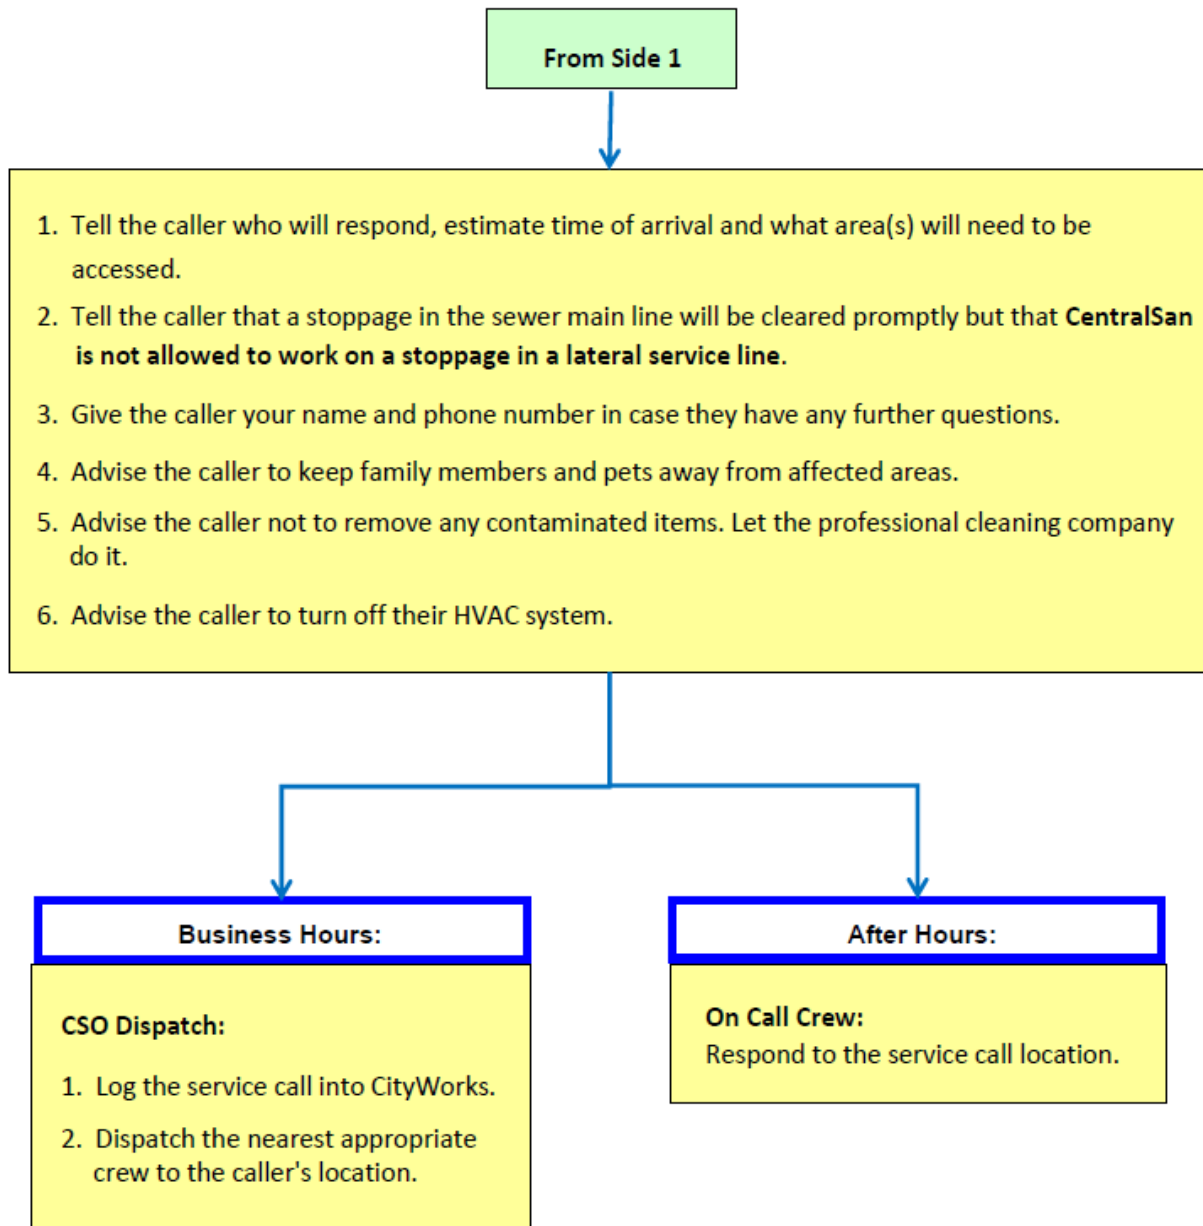 From Side 1
1. Tell the caller who will respond, estimate time of arrival and what area(s) will need to be
accessed.
2. Tell the caller that a stoppage in the sewer main line will be cleared promptly but that CentralSan
is not allowed to work on a stoppage in a lateral service line.
3. Give the caller your name and phone number in case they have any further questions.
4. Advise the caller to keep family members and pets away from affected areas.
5. Advise the caller not to remove any contaminated items. Let the professional cleaning company
do it.
6. Advise the caller to turn off their HVAC system.
Business Hours:
CSO Dispatch:
1. Log the service call into CityWorks.
2. Dispatch the nearest appropriate
crew to the caller's location.
After Hours:
On Call Crew:
Respond to the service call location.